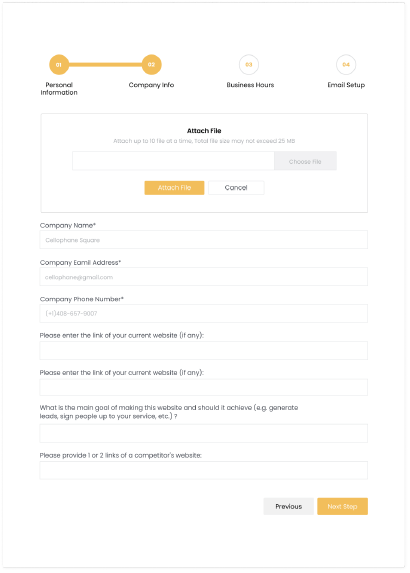 01
02
03
04
Personal
Information
Company Info
Business Hours
Email Setup
Attach File
Attach up to 10 file at a time, Total file size may not exceed 25 MB
Choose File
Attach File
Cancel
Company Name*
Cellophane Square
Company Eamil Address*
cellophane@gmail.com
Company Phone Number*
(+1)408-657-9007
Please enter the link of your current website (if any):
Please enter the link of your current website (if any):
What is the main goal of making this website and should it achieve (e.g. generate
leads, sign people up to your service, etc.) ?
Please provide 1 or 2 links of a competitor's website:
Previous
Next Stop